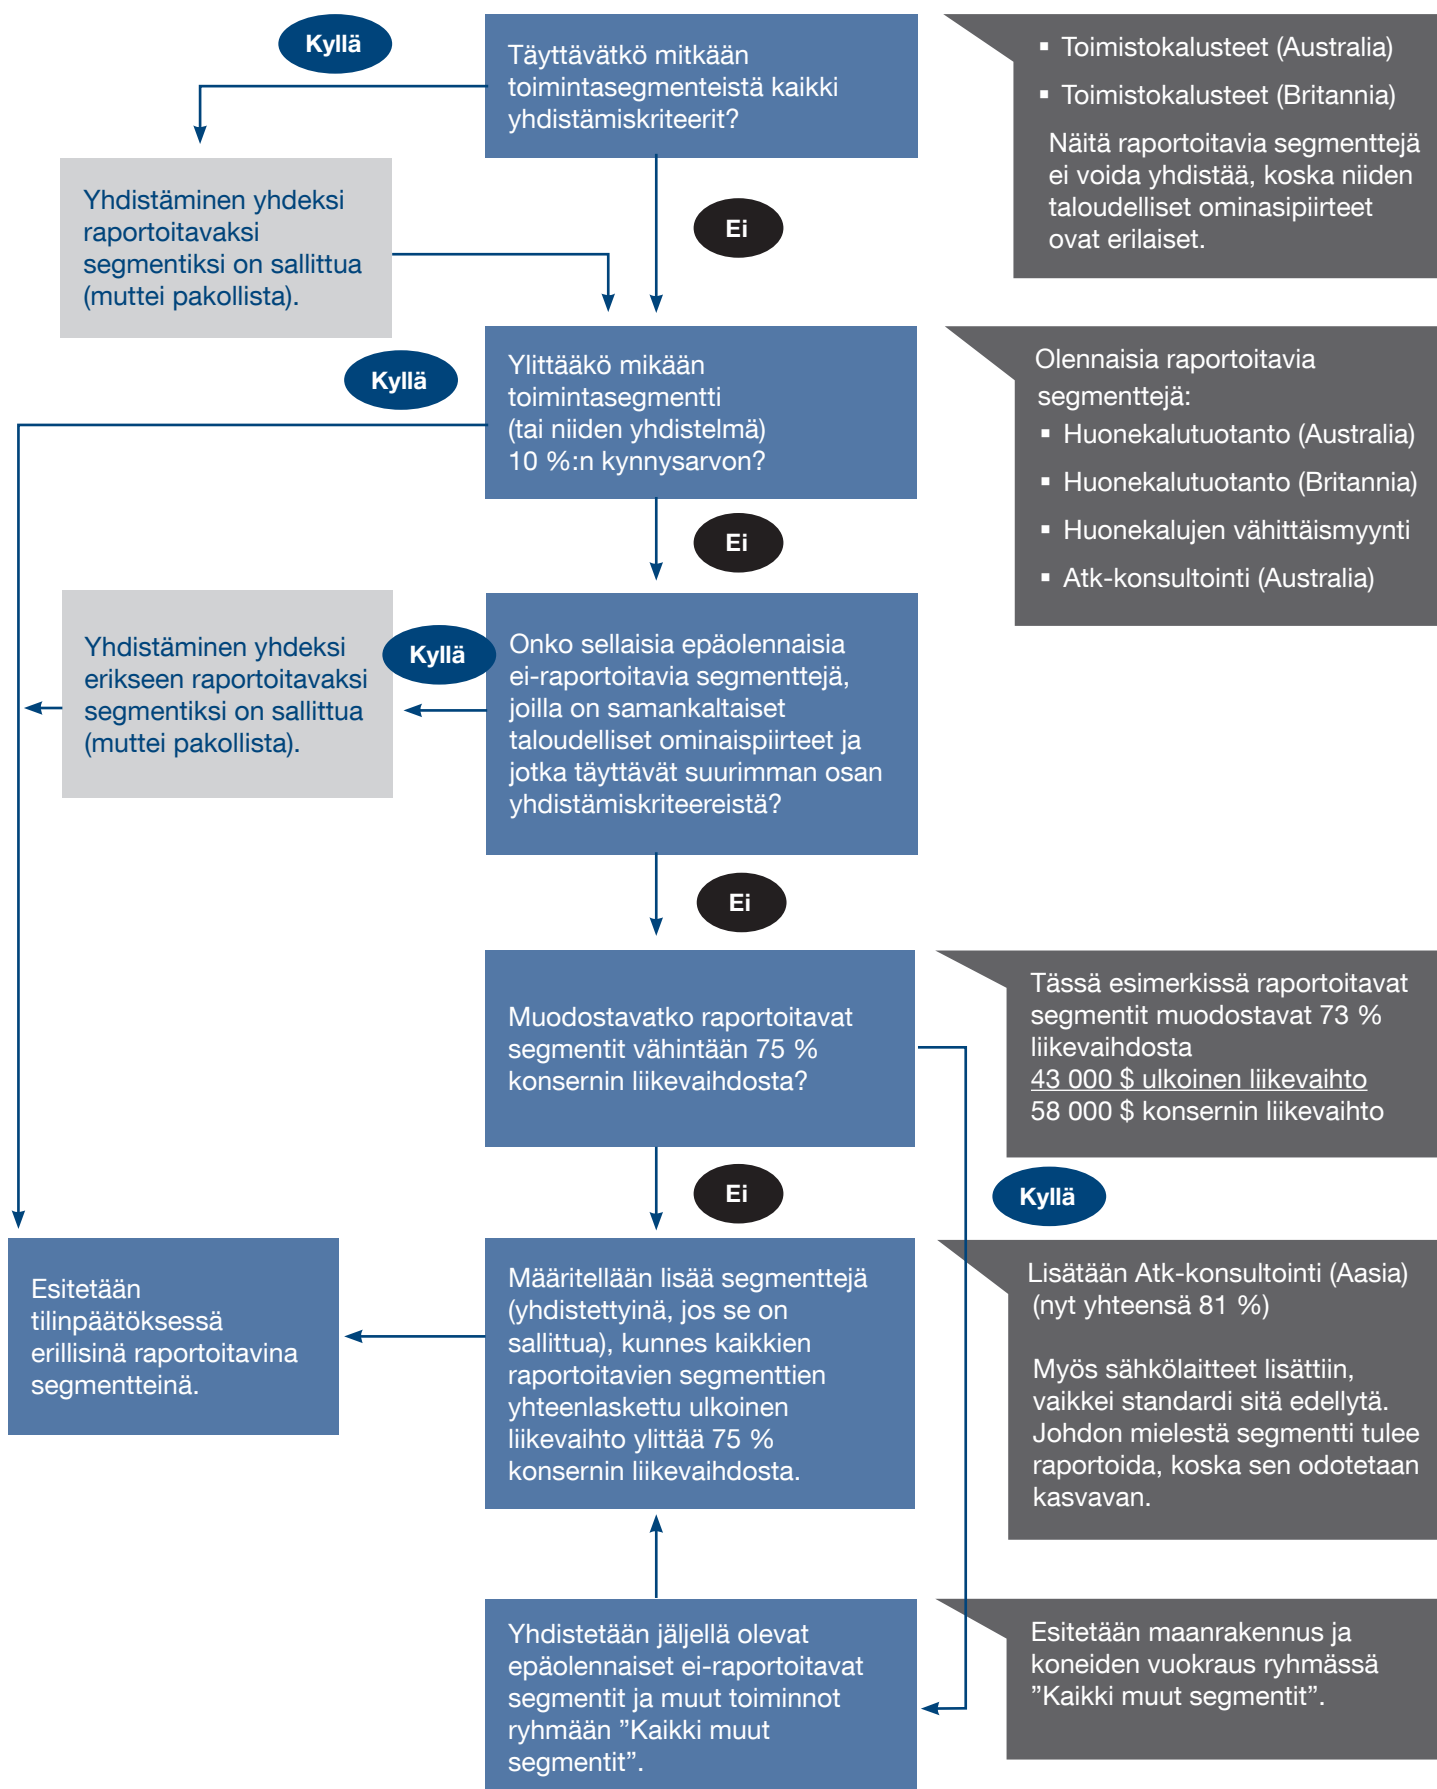 Kyllä
Täyttävätkö mitkään
toimintasegmenteistä kaikki
yhdistämiskriteerit?
▪ Toimistokalusteet (Australia)
▪ Toimistokalusteet (Britannia)
Näitä raportoitavia segmenttejä
ei voida yhdistää, koska niiden
taloudelliset ominasipiirteet
ovat erilaiset.
Yhdistäminen yhdeksi
raportoitavaksi
segmentiksi on sallittua
(muttei pakollista).
Ei
Kyllä
Ylittääkö mikään
toimintasegmentti
(tai niiden yhdistelmä)
10 %:n kynnysarvon?
Olennaisia raportoitavia
segmenttejä:
▪ Huonekalutuotanto (Australia)
▪ Huonekalutuotanto (Britannia)
▪ Huonekalujen vähittäismyynti
▪ Atk-konsultointi (Australia)
Ei
Yhdistäminen yhdeksi
erikseen raportoitavaksi
segmentiksi on sallittua
(muttei pakollista).
Kyllä
Onko sellaisia epäolennaisia
ei-raportoitavia segmenttejä,
joilla on samankaltaiset
taloudelliset ominaispiirteet ja
jotka täyttävät suurimman osan
yhdistämiskriteereistä?
Ei
Muodostavatko raportoitavat
segmentit vähintään 75 %
konsernin liikevaihdosta?
Tässä esimerkissä raportoitavat
segmentit muodostavat 73 %
liikevaihdosta
43 000 $ ulkoinen liikevaihto
58 000 $ konsernin liikevaihto
Ei
Kyllä
Esitetään
tilinpäätöksessä
erillisinä raportoitavina
segmentteinä.
Määritellään lisää segmenttejä
(yhdistettyinä, jos se on
sallittua), kunnes kaikkien
raportoitavien segmenttien
yhteenlaskettu ulkoinen
liikevaihto ylittää 75 %
konsernin liikevaihdosta.
Lisätään Atk-konsultointi (Aasia)
(nyt yhteensä 81 %)
Myös sähkölaitteet lisättiin,
vaikkei standardi sitä edellytä.
Johdon mielestä segmentti tulee
raportoida, koska sen odotetaan
kasvavan.
Yhdistetään jäljellä olevat
epäolennaiset ei-raportoitavat
segmentit ja muut toiminnot
ryhmään ”Kaikki muut
segmentit”.
Esitetään maanrakennus ja
koneiden vuokraus ryhmässä
”Kaikki muut segmentit”.